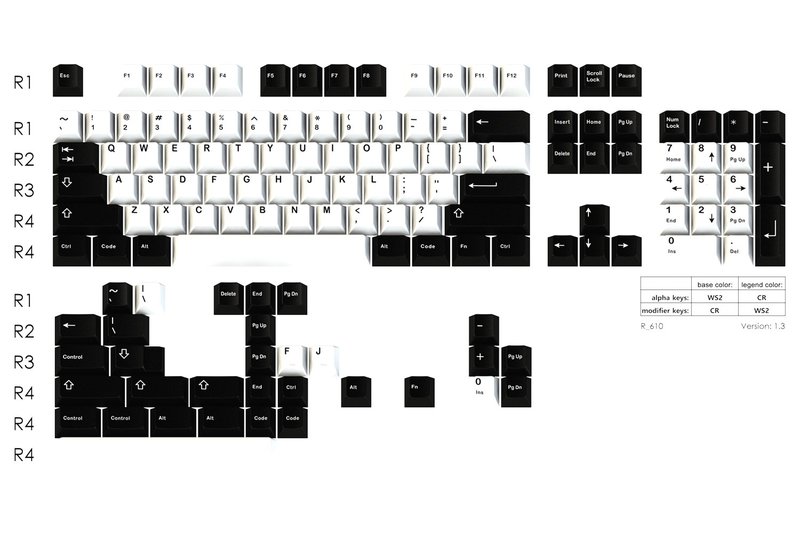 R1 Esc F1 F2 F3 F4 F5 F6 F7 F8 F9 F10 F11 F12 Print Scroll Lock Pause
R1 ~ ` ! 1 @ 2 # 3 $ 4 % 5 ^ 6 & 7 * 8 ( 9 ) 0 — - + = ← Insert Home Pg Up Num Lock / * -
R2 Q W E R T Y U I O P { [ } ] | \ Delete End Pg Dn 7 Home 8 ↑ 9 Pg Up +
R3 A S D F G H J K L : ; " ' 4 ← 5 6 →
R4 Z X C V B N M < , > . ? / ↑ 1 End 2 ↓ 3 Pg Dn
R4 Ctrl Code Alt Alt Code Fn Ctrl ← ↓ → 0 Ins . Del
base color: legend color:
alpha keys: WS2 CR
modifier keys: CR WS2
R_610 Version: 1.3
R1 ~ ` | \ Delete End Pg Dn
R2 ← | \ Pg Up -
R3 Control Pg Dn F J + Pg Up
R4 End Ctrl Alt Fn 0 Ins Pg Dn
R4 Control Control Alt Alt Code Code
R4